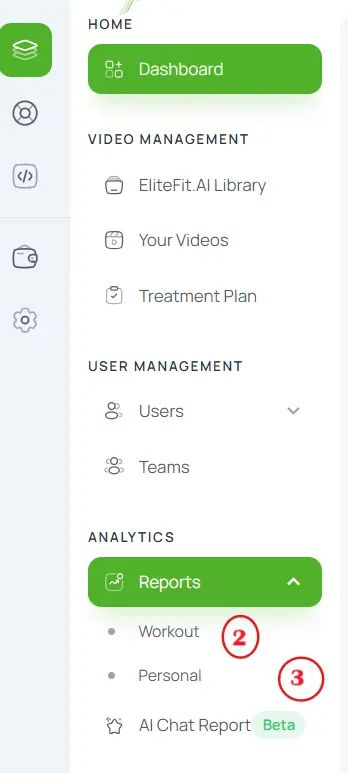 HOME
Dashboard
VIDEO MANAGEMENT
EliteFit.AI Library
Your Videos
Treatment Plan
USER MANAGEMENT
Users
Teams
ANALYTICS
Reports
Workout 2
Personal 3
AI Chat Report Beta